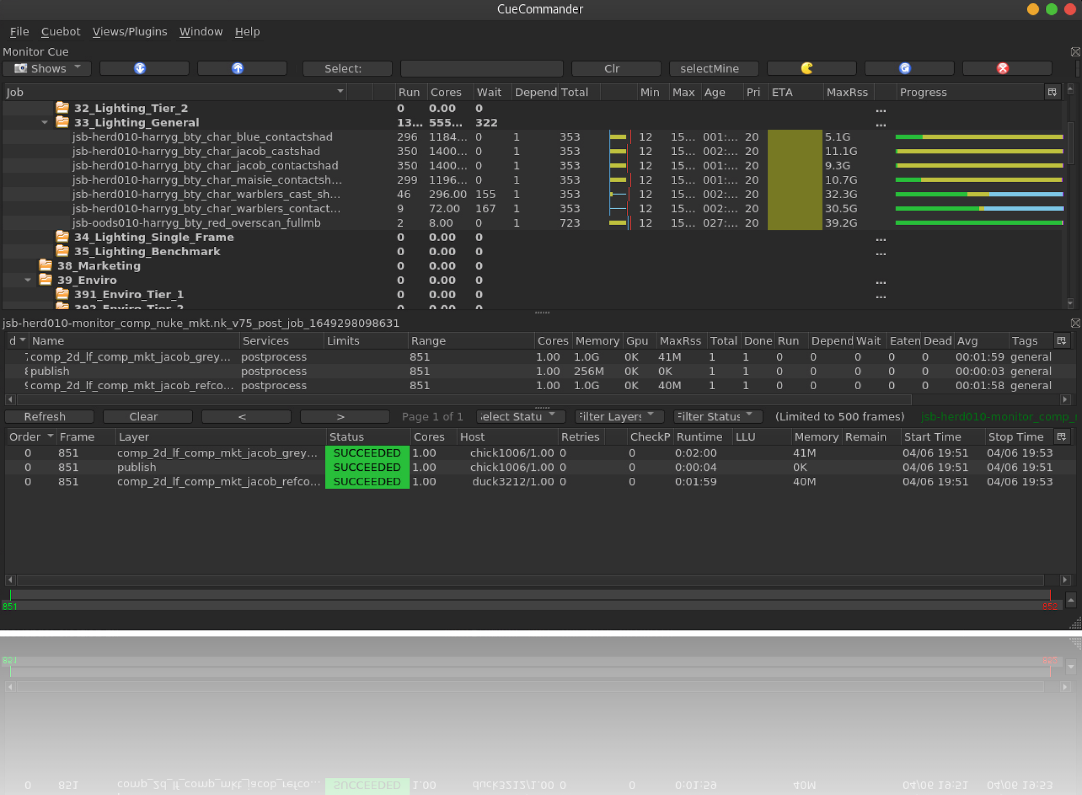 CueCommander
File Cuebot Views/Plugins Window Help
Monitor Cue
Shows Select: Clr selectMine
Job Run Cores Wait Depend Total Min Max Age Pri ETA MaxRss Progress
32_Lighting_Tier_2 0 0.00 0 ...
33_Lighting_General 13... 555... 322 ...
jsb-herd010-harryg_bty_char_blue_contactshad 296 1184... 0 1 353 12 15... 001:... 20 5.1G
jsb-herd010-harryg_bty_char_jacob_castshad 350 1400... 0 1 353 12 15... 002:... 20 11.1G
jsb-herd010-harryg_bty_char_jacob_contactshad 350 1400... 0 1 353 12 15... 001:... 20 9.3G
jsb-herd010-harryg_bty_char_maisie_contactsh... 299 1196... 0 1 353 12 15... 001:... 20 10.7G
jsb-herd010-harryg_bty_char_warblers_cast_sh... 46 296.00 155 1 353 12 15... 002:... 20 32.3G
jsb-herd010-harryg_bty_char_warblers_contact... 9 72.00 167 1 353 12 15... 002:... 20 30.5G
jsb-oods010-harryg_bty_red_overscan_fullmb 2 8.00 0 1 723 12 15... 027:... 20 39.2G
34_Lighting_Single_Frame 0 0.00 0 ...
35_Lighting_Benchmark 0 0.00 0 ...
38_Marketing 0 0.00 0
39_Enviro 0 0.00 0 ...
391_Enviro_Tier_1 0 0.00 0 ...
392_Enviro_Tier_2 0 0.00 0 ...
jsb-herd010-monitor_comp_nuke_mkt.nk_v75_post_job_1649298098631
d Name Services Limits Range Cores Memory Gpu MaxRss Total Done Run Depend Wait Eaten Dead Avg Tags
comp_2d_lf_comp_mkt_jacob_grey... postprocess 851 1.00 1.0G 0K 41M 1 1 0 0 0 0 0 00:01:59 general
publish postprocess 851 1.00 256M 0K 0K 1 1 0 0 0 0 0 00:00:03 general
comp_2d_lf_comp_mkt_jacob_refco... postprocess 851 1.00 1.0G 0K 40M 1 1 0 0 0 0 0 00:01:58 general
Refresh Clear < > Page 1 of 1 elect Statu ilter Layers ilter Status (Limited to 500 frames) jsb-herd010-monitor_comp_
Order Frame Layer Status Cores Host Retries CheckP Runtime LLU Memory Remain Start Time Stop Time
0 851 comp_2d_lf_comp_mkt_jacob_grey... SUCCEEDED 1.00 chick1006/1.00 0 0 0:02:00 41M 04/06 19:51 04/06 19:53
0 851 publish SUCCEEDED 1.00 chick1006/1.00 0 0 0:00:04 0K 04/06 19:51 04/06 19:51
0 851 comp_2d_lf_comp_mkt_jacob_refco... SUCCEEDED 1.00 duck3212/1.00 0 0 0:01:59 40M 04/06 19:51 04/06 19:53
851